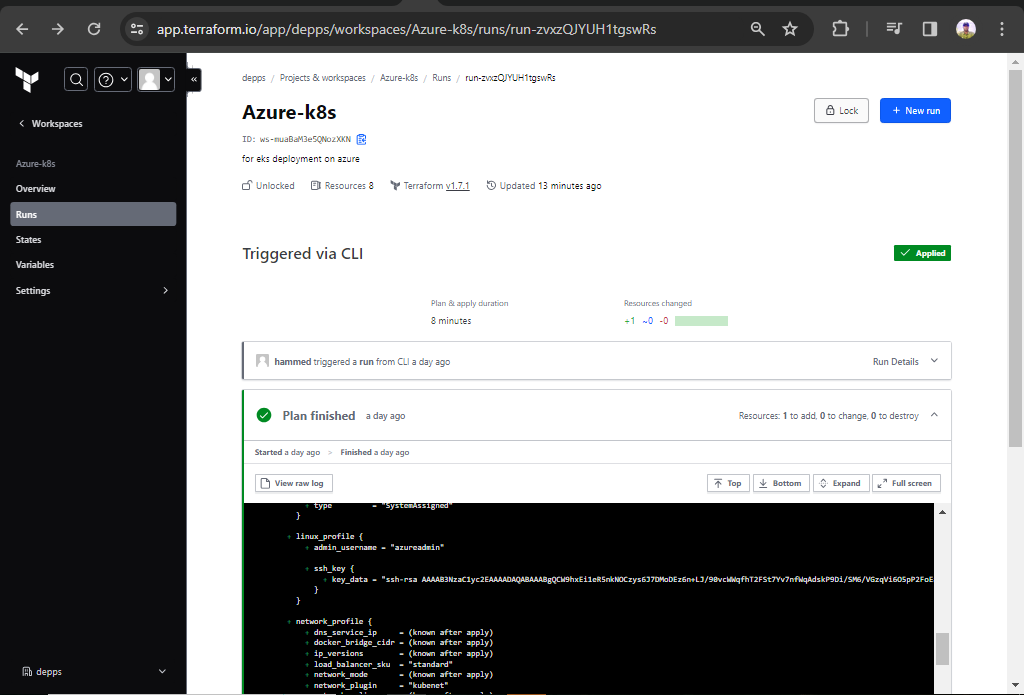 app.terraform.io/app/depps/workspaces/Azure-k8s/runs/run-zvxzQJYUH1tgswRs
Workspaces
Azure-k8s
Overview
Runs
States
Variables
Settings
depps
depps / Projects & workspaces / Azure-k8s / Runs / run-zvxzQJYUH1tgswRs
Azure-k8s
Lock
+ New run
ID: ws-muaBaM3e5QNozXKN
for eks deployment on azure
Unlocked Resources 8 Terraform v1.7.1 Updated 13 minutes ago
Triggered via CLI
Applied
Plan & apply duration Resources changed
8 minutes +1 ~0 -0
hammed triggered a run from CLI a day ago Run Details
Plan finished a day ago Resources: 1 to add, 0 to change, 0 to destroy
Started a day ago > Finished a day ago
View raw log Top Bottom Expand Full screen
+ type = "SystemAssigned"
}
+ linux_profile {
+ admin_username = "azureadmin"
+ ssh_key {
+ key_data = "ssh-rsa
}
}
+ network_profile {
+ dns_service_ip = (known after apply)
+ docker_bridge_cidr = (known after apply)
+ ip_versions = (known after apply)
+ load_balancer_sku = "standard"
+ network_mode = (known after apply)
+ network_plugin = "kubenet"